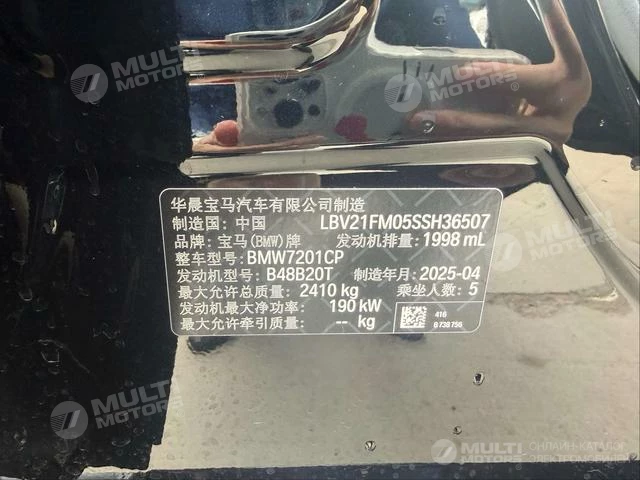 MULTI MOTORS
MULTI MOTORS
华晨宝马汽车有限公司制造
制造国：中国 LBV21FM05SSH36507
品牌：宝马(BMW)牌 发动机排量：1998 mL
整车型号：BMW7201CP
发动机型号：B48B20T 制造年月：2025-04
最大允许总质量：2410 kg 乘坐人数：5
发动机最大净功率：190 kW
最大允许牵引质量：-- kg
416
8738756
MULTI MOTORS
MULTI MOTORS
ОНЛАЙН-КАТАЛОГ
ЭЛЕКТРОМОБИЛЕЙ